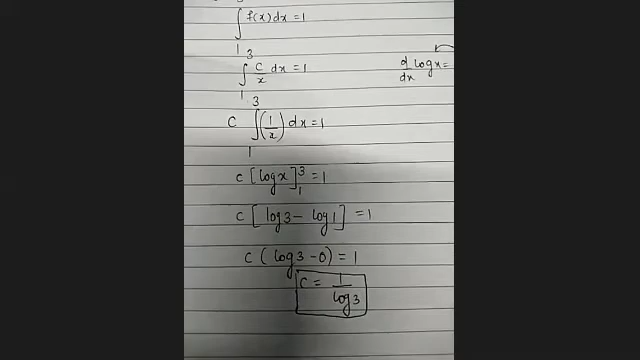 ∫ f(x) dx = 1
1
3
∫ c/x dx = 1
1
d/dx log x =
3
C ∫ (1/x) dx = 1
1
c [log x]₁³ = 1
c [log 3 − log 1] = 1
c (log 3 − 0) = 1
c = 1/log 3